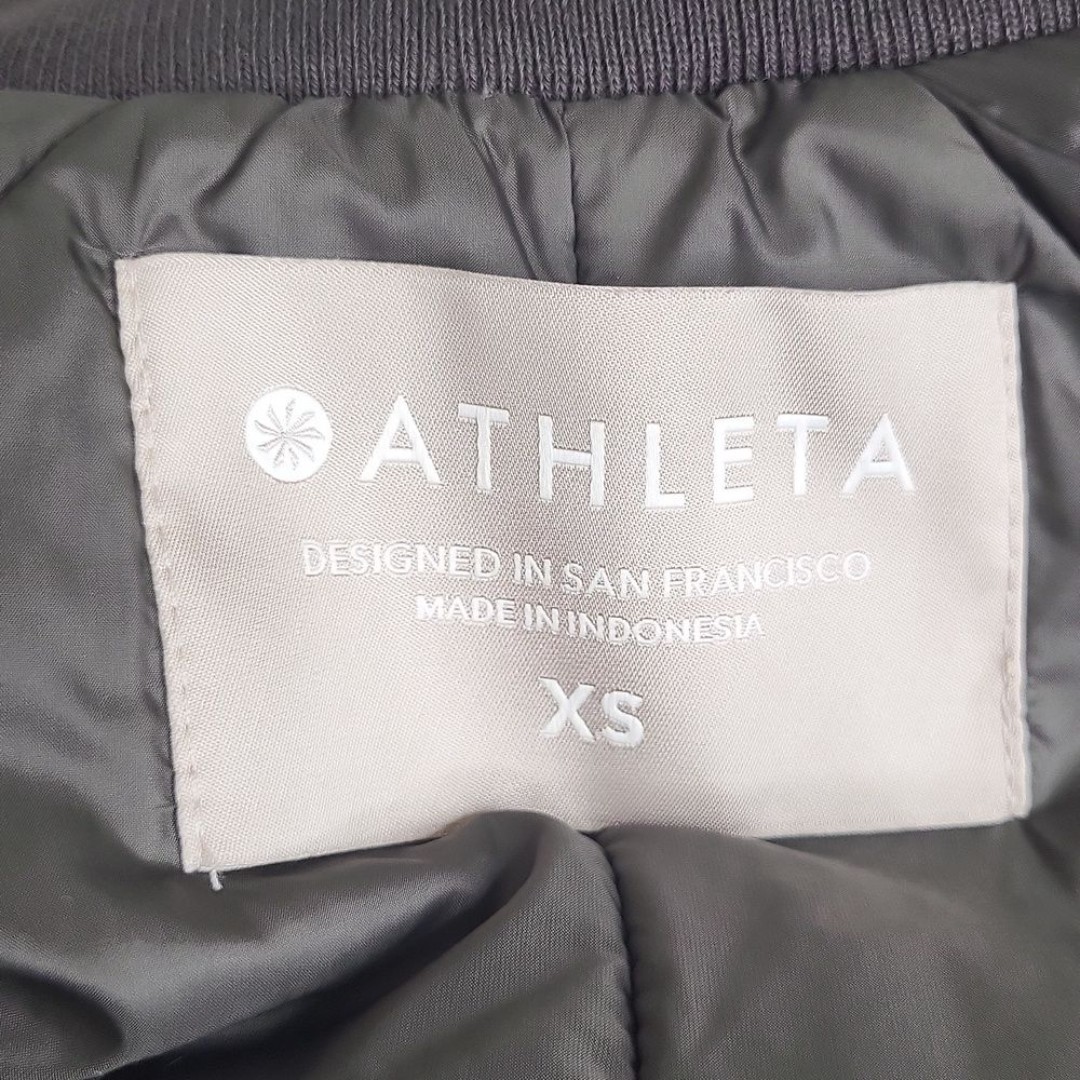 ATHLETA
DESIGNED IN SAN FRANCISCO
MADE IN INDONESIA
XS